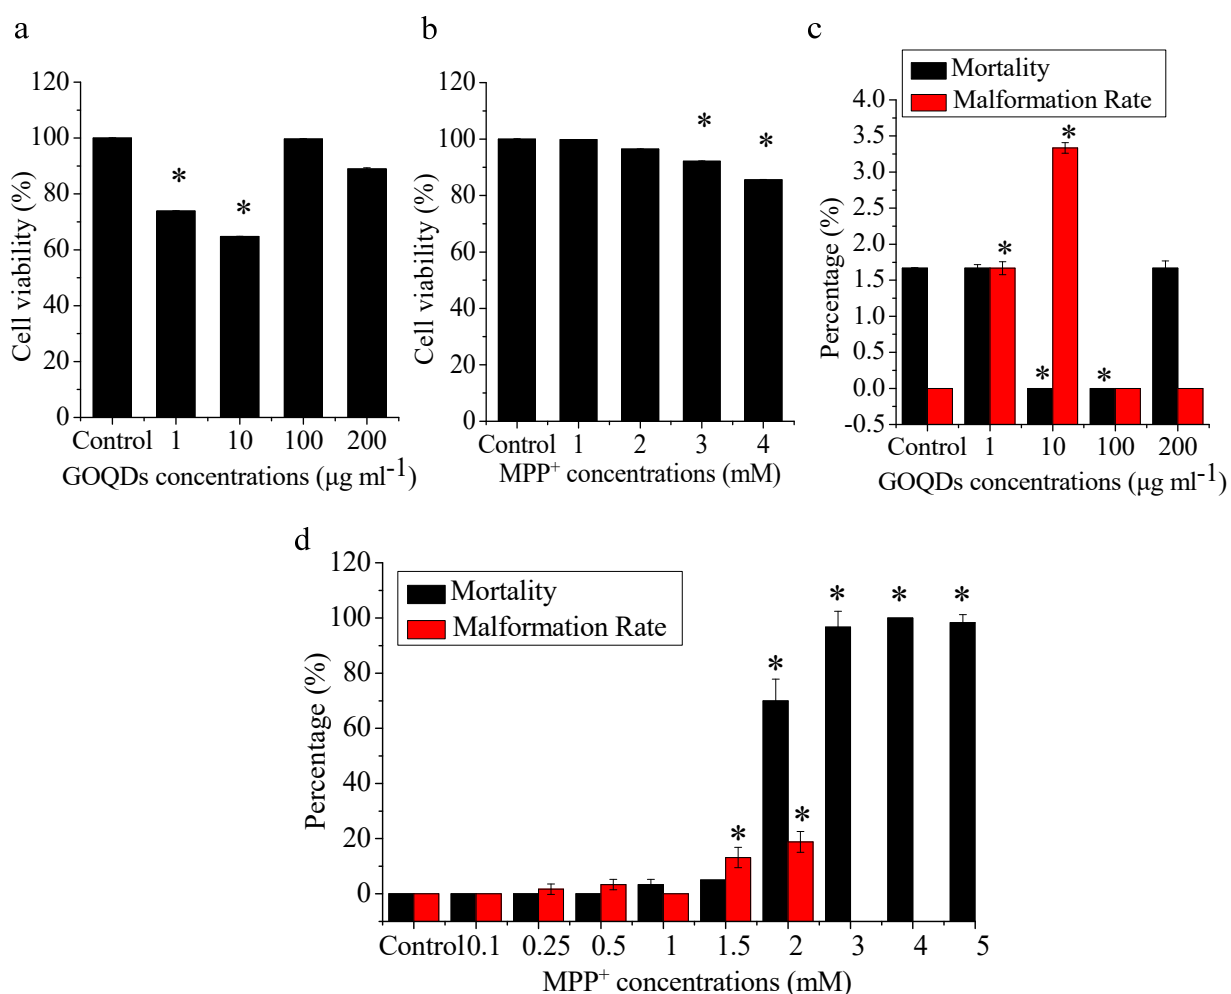 a
120
100
80
60
40
20
0
Cell viability (%)
*
*
Control 1 10 100 200
GOQDs concentrations (μg ml-1)
b
120
100
80
60
40
20
0
Cell viability (%)
*
*
Control 1 2 3 4
MPP+ concentrations (mM)
c
Mortality
Malformation Rate
4.0
3.5
3.0
2.5
2.0
1.5
1.0
0.5
0.0
-0.5
Percentage (%)
*
*
*
*
Control 1 10 100 200
GOQDs concentrations (μg ml-1)
d
Mortality
Malformation Rate
120
100
80
60
40
20
0
Percentage (%)
* * *
*
*
*
Control 0.1 0.25 0.5 1 1.5 2 3 4 5
MPP+ concentrations (mM)